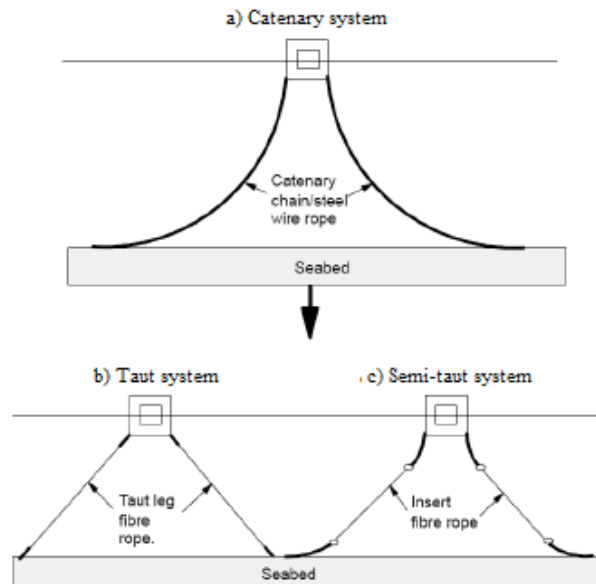 a) Catenary system
Catenary
chain/steel
wire rope
Seabed
b) Taut system
c) Semi-taut system
Taut leg
fibre
rope.
Insert
fibre rope
Seabed